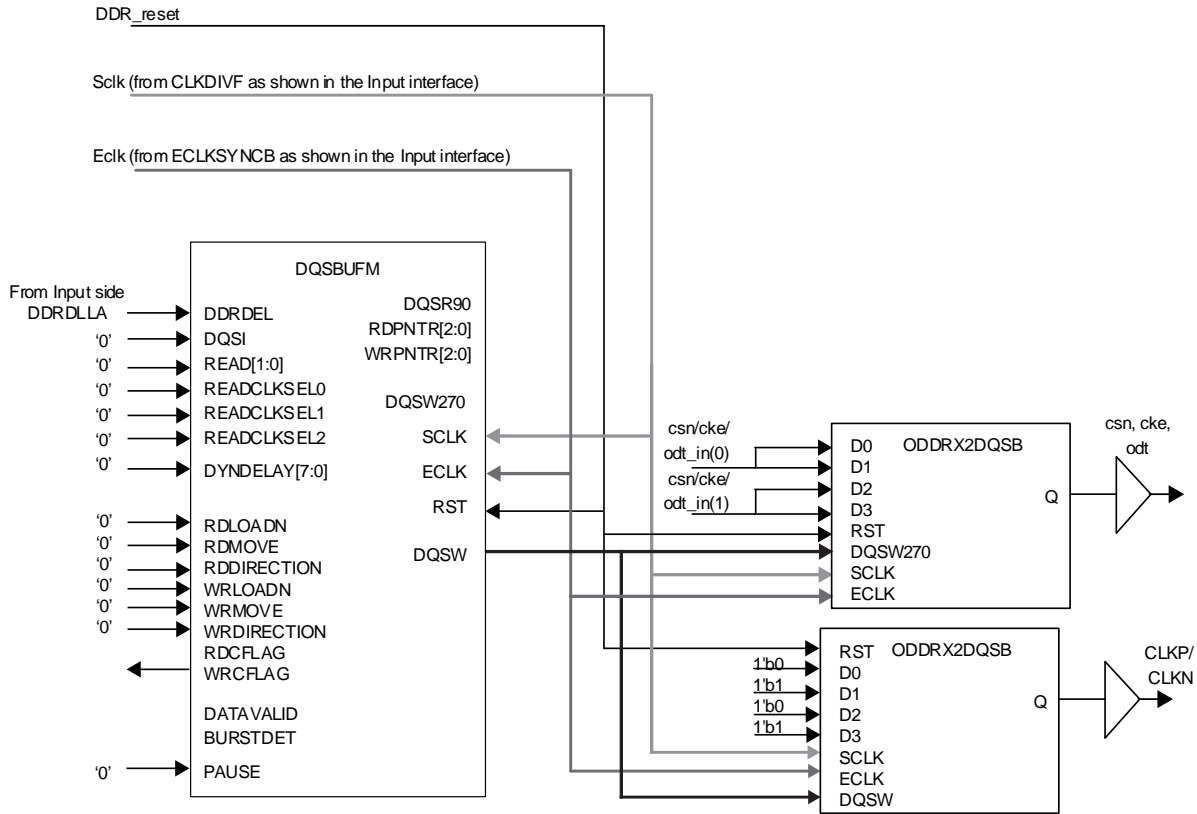 DDR_reset
Sclk (from CLKDIVF as shown in the Input interface)
Eclk (from ECLKSYNCB as shown in the Input interface)
DQSBUFM
From Input side
DDRDLLA
DDRDEL
'0'
DQSI
'0'
READ[1:0]
'0'
READCLKSEL0
'0'
READCLKSEL1
'0'
READCLKSEL2
'0'
DYNDELAY[7:0]
'0'
RDLOADN
'0'
RDMOVE
'0'
RDDIRECTION
'0'
WRLOADN
'0'
WRMOVE
'0'
WRDIRECTION
RDCFLAG
WRCFLAG
DATAVALID
BURSTDET
'0'
PAUSE
DQSR90
RDPNTR[2:0]
WRPNTR[2:0]
DQSW270
SCLK
ECLK
RST
DQSW
csn/cke/
odt_in(0)
csn/cke/
odt_in(1)
ODDRX2DQSB
D0
D1
D2
D3
RST
DQSW270
SCLK
ECLK
Q
csn, cke,
odt
ODDRX2DQSB
RST
1'b0
D0
1'b1
D1
1'b0
D2
1'b1
D3
SCLK
ECLK
DQSW
Q
CLKP/
CLKN